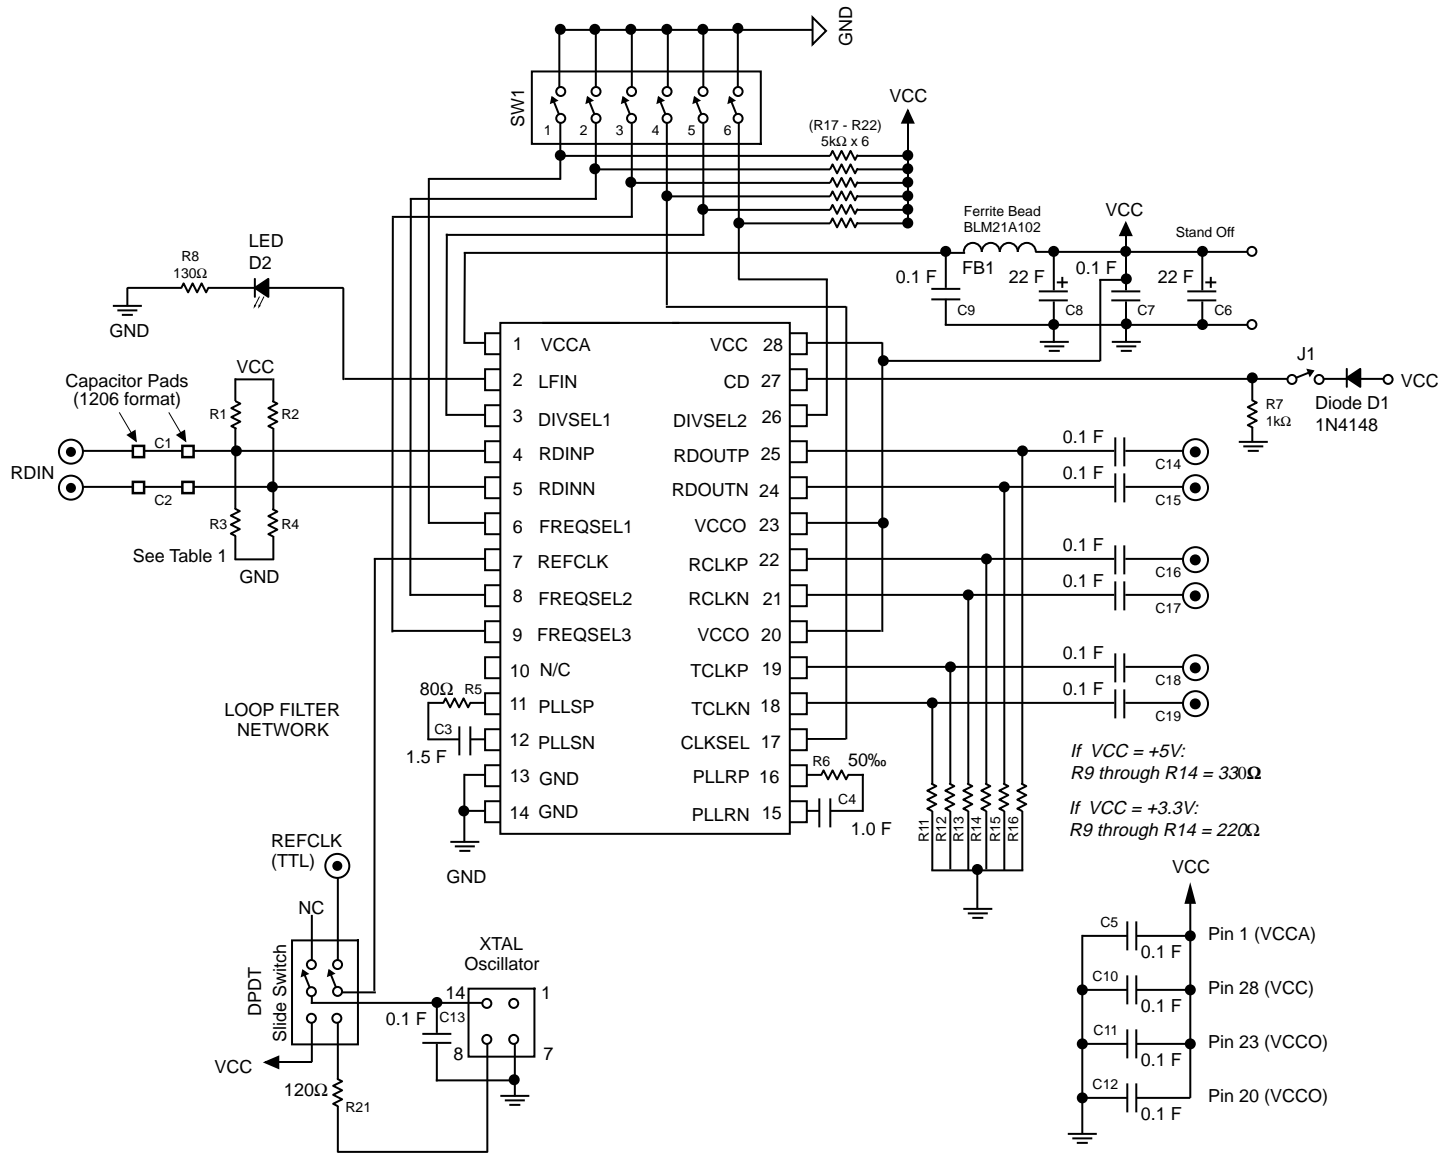 GND
SW1
1
2
3
4
5
6
VCC
(R17 - R22)
5kΩ x 6
Ferrite Bead
BLM21A102
VCC
Stand Off
0.1 F
FB1
22 F
+
0.1 F
22 F
+
C9
C8
C7
C6
LED
D2
R8
130Ω
GND
VCC
Capacitor Pads
(1206 format)
R1
R2
C1
RDIN
C2
R3
R4
See Table 1
GND
1 VCCA
2 LFIN
3 DIVSEL1
4 RDINP
5 RDINN
6 FREQSEL1
7 REFCLK
8 FREQSEL2
9 FREQSEL3
10 N/C
11 PLLSP
12 PLLSN
13 GND
14 GND
VCC 28
CD 27
DIVSEL2 26
RDOUTP 25
RDOUTN 24
VCCO 23
RCLKP 22
RCLKN 21
VCCO 20
TCLKP 19
TCLKN 18
CLKSEL 17
PLLRP 16
PLLRN 15
J1
VCC
R7
1kΩ
Diode D1
1N4148
0.1 F
C14
0.1 F
C15
0.1 F
C16
0.1 F
C17
0.1 F
C18
0.1 F
C19
80Ω
R5
C3
1.5 F
LOOP FILTER
NETWORK
R6
50‰
C4
1.0 F
R11
R12
R13
R14
R15
R16
If VCC = +5V:
R9 through R14 = 330Ω
If VCC = +3.3V:
R9 through R14 = 220Ω
GND
REFCLK
(TTL)
NC
DPDT
Slide Switch
VCC
120Ω
R21
XTAL
Oscillator
14
1
0.1 F
C13
8
7
VCC
C5
0.1 F
Pin 1 (VCCA)
C10
0.1 F
Pin 28 (VCC)
C11
0.1 F
Pin 23 (VCCO)
C12
0.1 F
Pin 20 (VCCO)